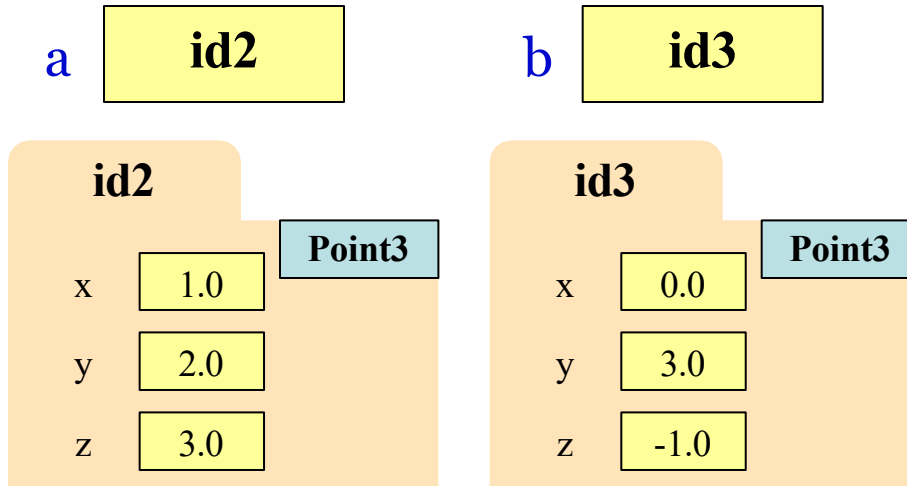 a id2 b id3
id2 id3
Point3 Point3
x 1.0 x 0.0
y 2.0 y 3.0
z 3.0 z -1.0